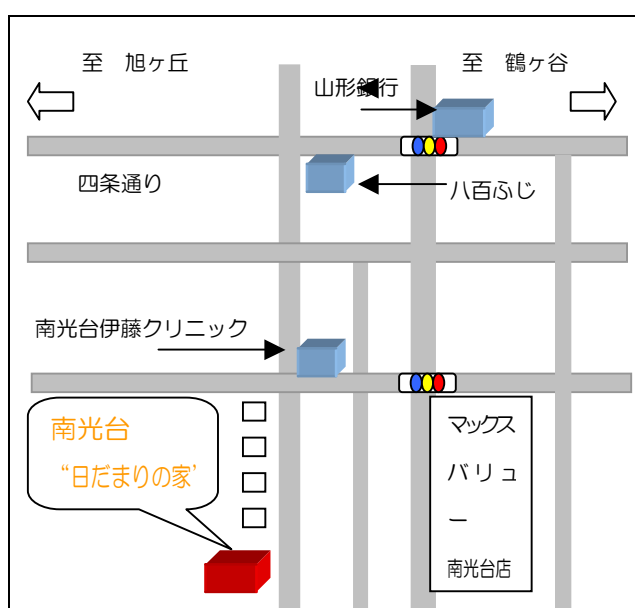 至　旭ヶ丘
至　鶴ヶ谷
山形銀行
四条通り
八百ふじ
南光台伊藤クリニック
南光台
“日だまりの家’
マックス
バリュ
ー
南光台店